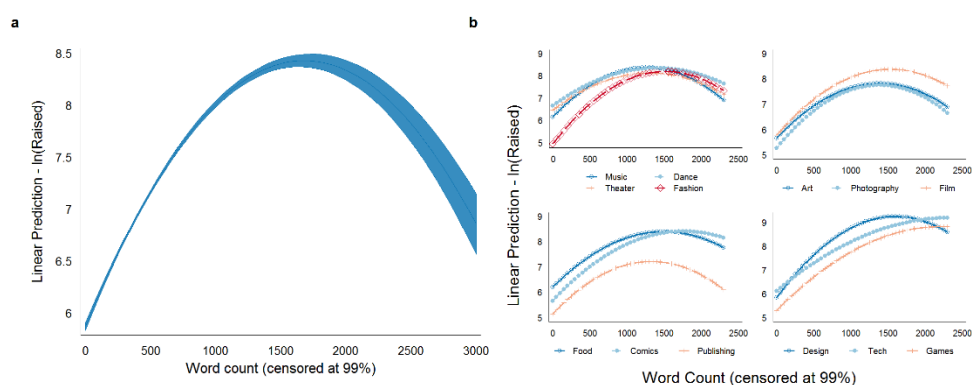 a
Linear Prediction - ln(Raised)
8.5
8
7.5
7
6.5
6
0 500 1000 1500 2000 2500 3000
Word count (censored at 99%)
b
Linear Prediction - ln(Raised)
9
8
7
6
5
0 500 1000 1500 2000 2500
Music Dance
Theater Fashion
9
8
7
6
5
0 500 1000 1500 2000 2500
Art Photography Film
9
8
7
6
5
0 500 1000 1500 2000 2500
Food Comics Publishing
9
8
7
6
5
0 500 1000 1500 2000 2500
Design Tech Games
Word Count (censored at 99%)